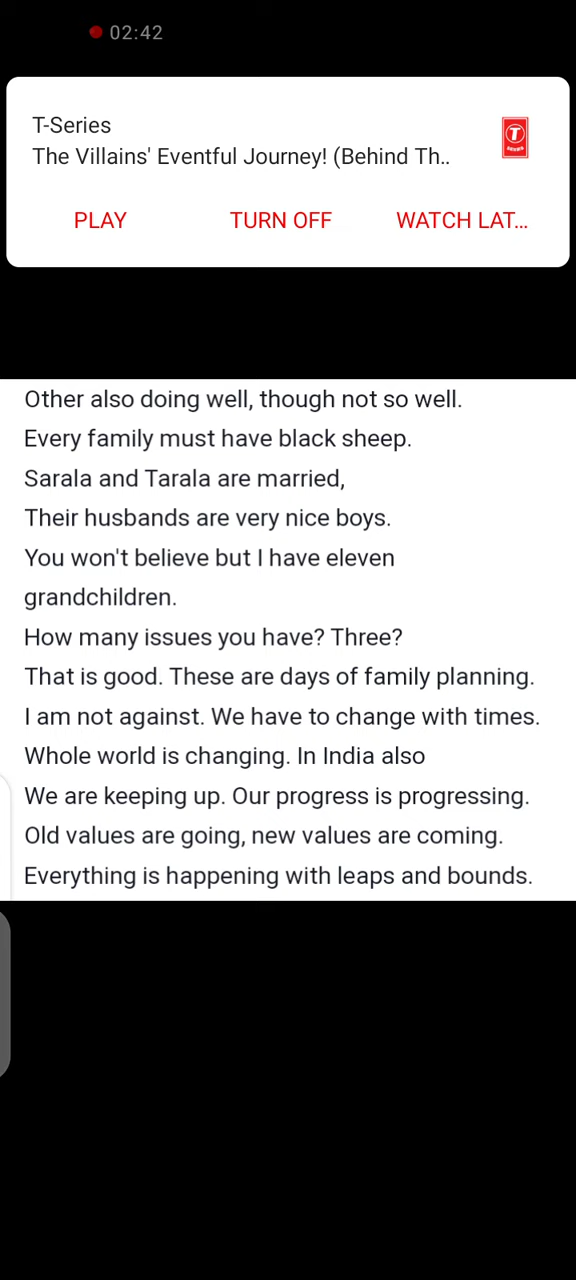 02:42
T-Series
The Villains' Eventful Journey! (Behind Th..
T
SERIES
PLAY
TURN OFF
WATCH LAT...
Other also doing well, though not so well.
Every family must have black sheep.
Sarala and Tarala are married,
Their husbands are very nice boys.
You won't believe but I have eleven
grandchildren.
How many issues you have? Three?
That is good. These are days of family planning.
I am not against. We have to change with times.
Whole world is changing. In India also
We are keeping up. Our progress is progressing.
Old values are going, new values are coming.
Everything is happening with leaps and bounds.